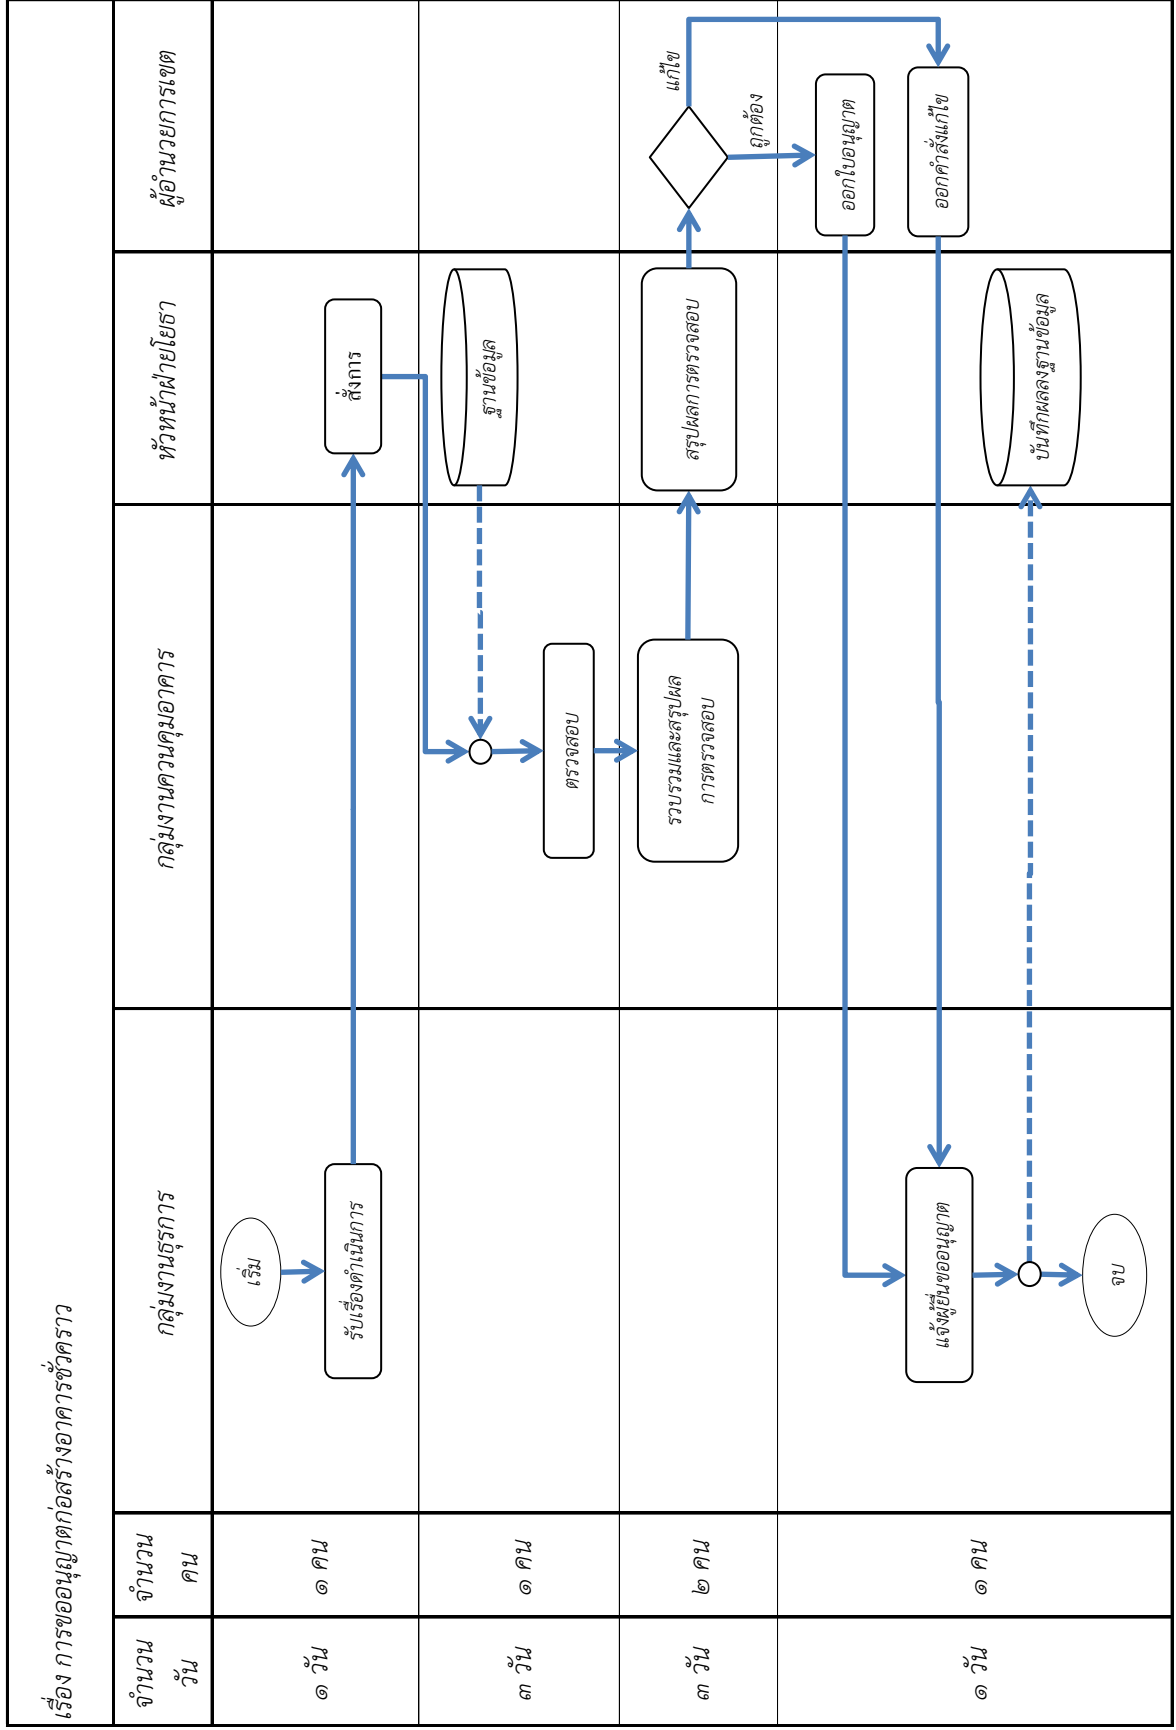 เรื่อง การขออนุญาตก่อสร้างอาคารชั่วคราว
จำนวน
วัน
จำนวน
คน
กลุ่มงานธุรการ
กลุ่มงานควบคุมอาคาร
หัวหน้าฝ่ายโยธา
ผู้อำนวยการเขต
๑ วัน
๑ คน
เริ่ม
รับเรื่องดำเนินการ
สั่งการ
๓ วัน
๑ คน
ฐานข้อมูล
ตรวจสอบ
๓ วัน
๒ คน
รวบรวมและสรุปผล
การตรวจสอบ
สรุปผลการตรวจสอบ
แก้ไข
ถูกต้อง
๑ วัน
๑ คน
ออกใบอนุญาต
ออกคำสั่งแก้ไข
แจ้งผู้ยื่นขออนุญาต
บันทึกผลลงฐานข้อมูล
จบ